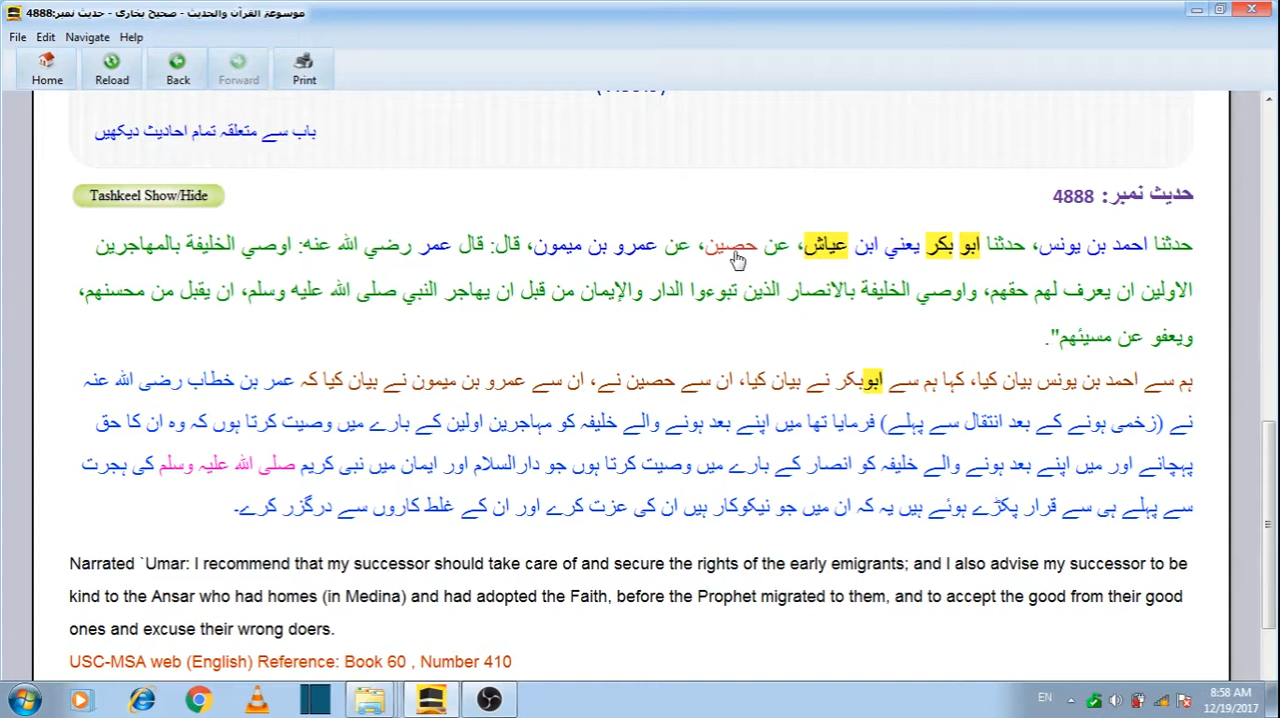 موسوعۃ القرآن والحدیث - صحیح بخاری - حدیث نمبر:4888
File Edit Navigate Help
Home Reload Back Forward Print
باب سے متعلقہ تمام احادیث دیکھیں
Tashkeel Show/Hide
حدیث نمبر: 4888
حدثنا احمد بن يونس، حدثنا ابو بكر يعني ابن عياش، عن حصين، عن عمرو بن ميمون، قال: قال عمر رضي الله عنه: اوصي الخليفة بالمهاجرين
الاولين ان يعرف لهم حقهم، واوصي الخليفة بالانصار الذين تبوءوا الدار والإيمان من قبل ان يهاجر النبي صلى الله عليه وسلم، ان يقبل من محسنهم،
ويعفو عن مسيئهم".
ہم سے احمد بن یونس بیان کیا، کہا ہم سے ابوبکر نے بیان کیا، ان سے حصین نے، ان سے عمرو بن میمون نے بیان کیا کہ عمر بن خطاب رضی اللہ عنہ
نے (زخمی ہونے کے بعد انتقال سے پہلے) فرمایا تھا میں اپنے بعد ہونے والے خلیفہ کو مہاجرین اولین کے بارے میں وصیت کرتا ہوں کہ وہ ان کا حق
پہچانے اور میں اپنے بعد ہونے والے خلیفہ کو انصار کے بارے میں وصیت کرتا ہوں جو دارالسلام اور ایمان میں نبی کریم صلی اللہ علیہ وسلم کی ہجرت
سے پہلے ہی سے قرار پکڑے ہوئے ہیں یہ کہ ان میں جو نیکوکار ہیں ان کی عزت کرے اور ان کے غلط کاروں سے درگزر کرے۔
Narrated `Umar: I recommend that my successor should take care of and secure the rights of the early emigrants; and I also advise my successor to be
kind to the Ansar who had homes (in Medina) and had adopted the Faith, before the Prophet migrated to them, and to accept the good from their good
ones and excuse their wrong doers.
USC-MSA web (English) Reference: Book 60 , Number 410
EN
8:58 AM
12/19/2017